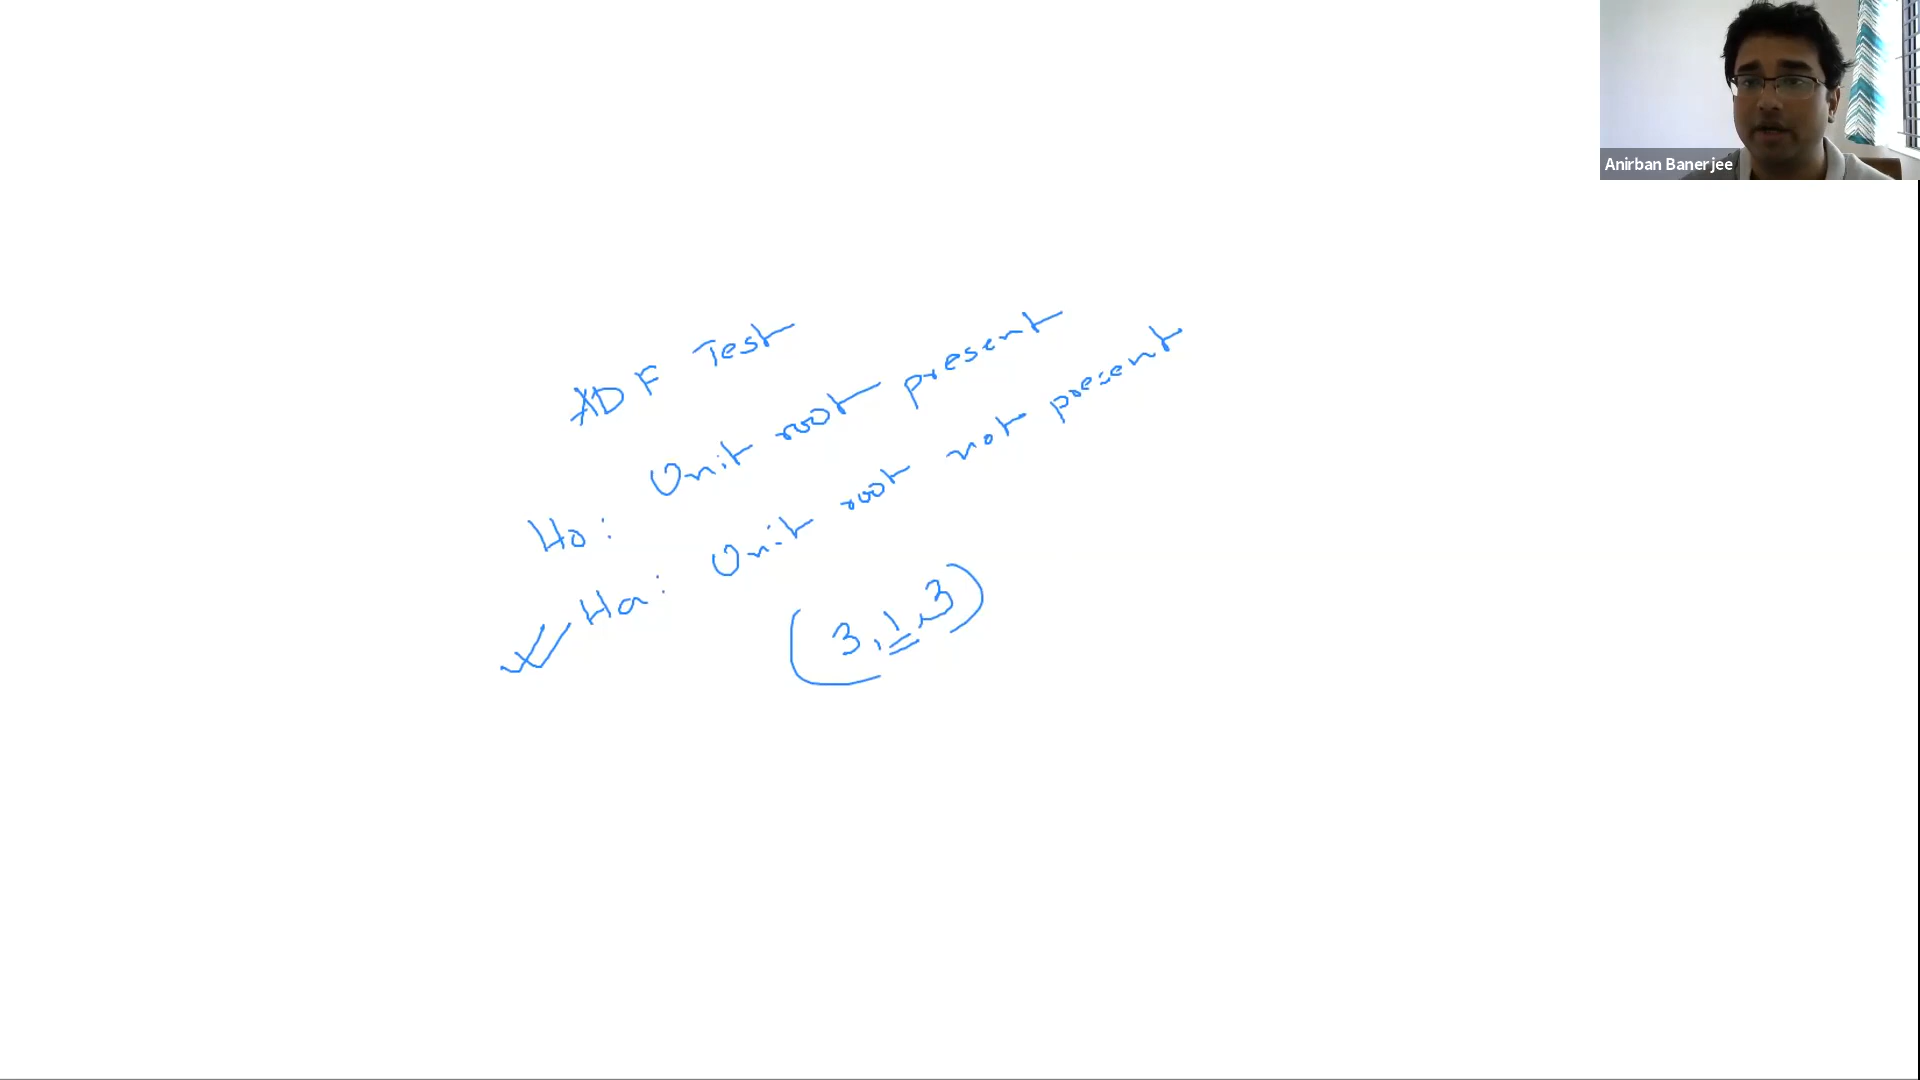 Anirban Banerjee
ADF Test
Ho: Unit root present
Ha: Unit root not present
(3,1,3)